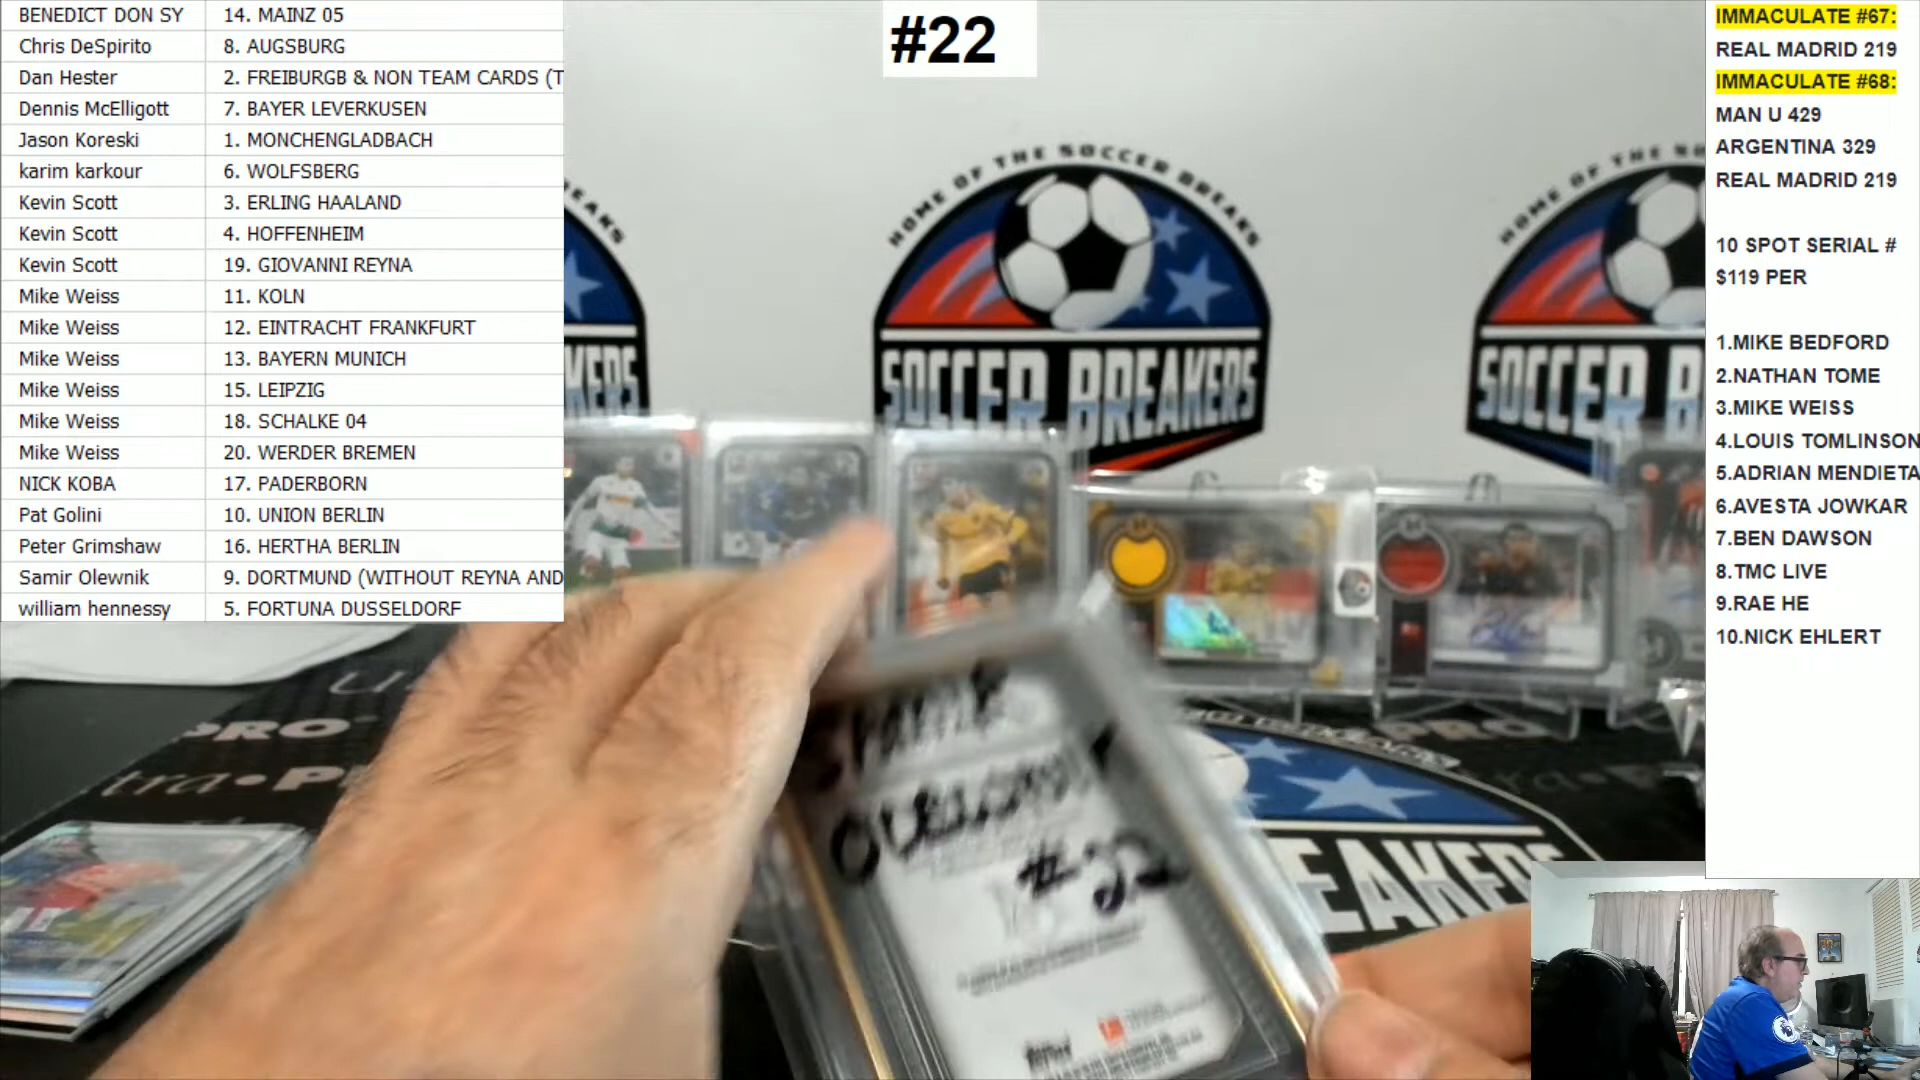 BENEDICT DON SY 14. MAINZ 05
Chris DeSpirito 8. AUGSBURG
Dan Hester 2. FREIBURGB & NON TEAM CARDS (T
Dennis McElligott 7. BAYER LEVERKUSEN
Jason Koreski 1. MONCHENGLADBACH
karim karkour 6. WOLFSBERG
Kevin Scott 3. ERLING HAALAND
Kevin Scott 4. HOFFENHEIM
Kevin Scott 19. GIOVANNI REYNA
Mike Weiss 11. KOLN
Mike Weiss 12. EINTRACHT FRANKFURT
Mike Weiss 13. BAYERN MUNICH
Mike Weiss 15. LEIPZIG
Mike Weiss 18. SCHALKE 04
Mike Weiss 20. WERDER BREMEN
NICK KOBA 17. PADERBORN
Pat Golini 10. UNION BERLIN
Peter Grimshaw 16. HERTHA BERLIN
Samir Olewnik 9. DORTMUND (WITHOUT REYNA AND
william hennessy 5. FORTUNA DUSSELDORF
#22
HOME OF THE SOCCER BREAKS
SOCCER BREAKERS
SOCCER BR
#22
PRO
EAKERS
IMMACULATE #67:
REAL MADRID 219
IMMACULATE #68:
MAN U 429
ARGENTINA 329
REAL MADRID 219
10 SPOT SERIAL #
$119 PER
1.MIKE BEDFORD
2.NATHAN TOME
3.MIKE WEISS
4.LOUIS TOMLINSON
5.ADRIAN MENDIETA
6.AVESTA JOWKAR
7.BEN DAWSON
8.TMC LIVE
9.RAE HE
10.NICK EHLERT